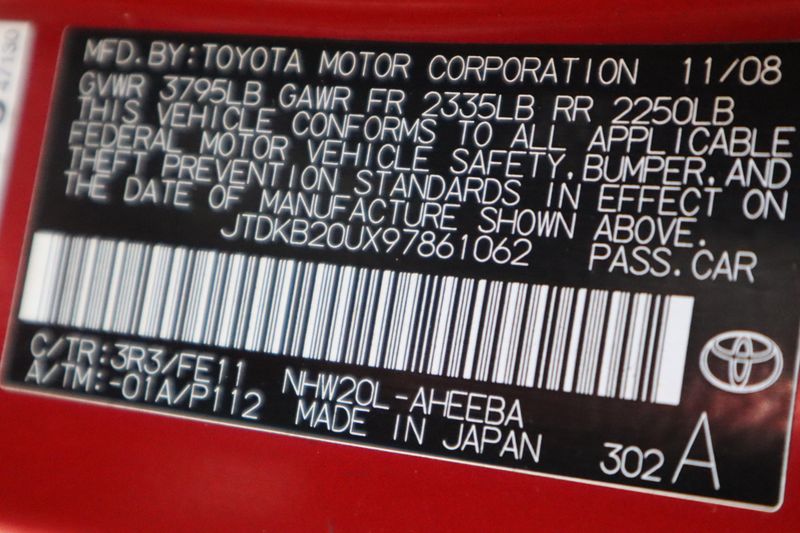 MFD. BY: TOYOTA MOTOR CORPORATION 11/08
GVWR 3795LB GAWR FR 2335LB RR 2250LB
THIS VEHICLE CONFORMS TO ALL APPLICABLE
FEDERAL MOTOR VEHICLE SAFETY, BUMPER, AND
THEFT PREVENTION STANDARDS IN EFFECT ON
THE DATE OF MANUFACTURE SHOWN ABOVE.
JTDKB20UX97861062 PASS. CAR
C/TR: 3R3/FE11 NHW20L-AHEEBA
A/TM: -01A/P112 MADE IN JAPAN
302 A